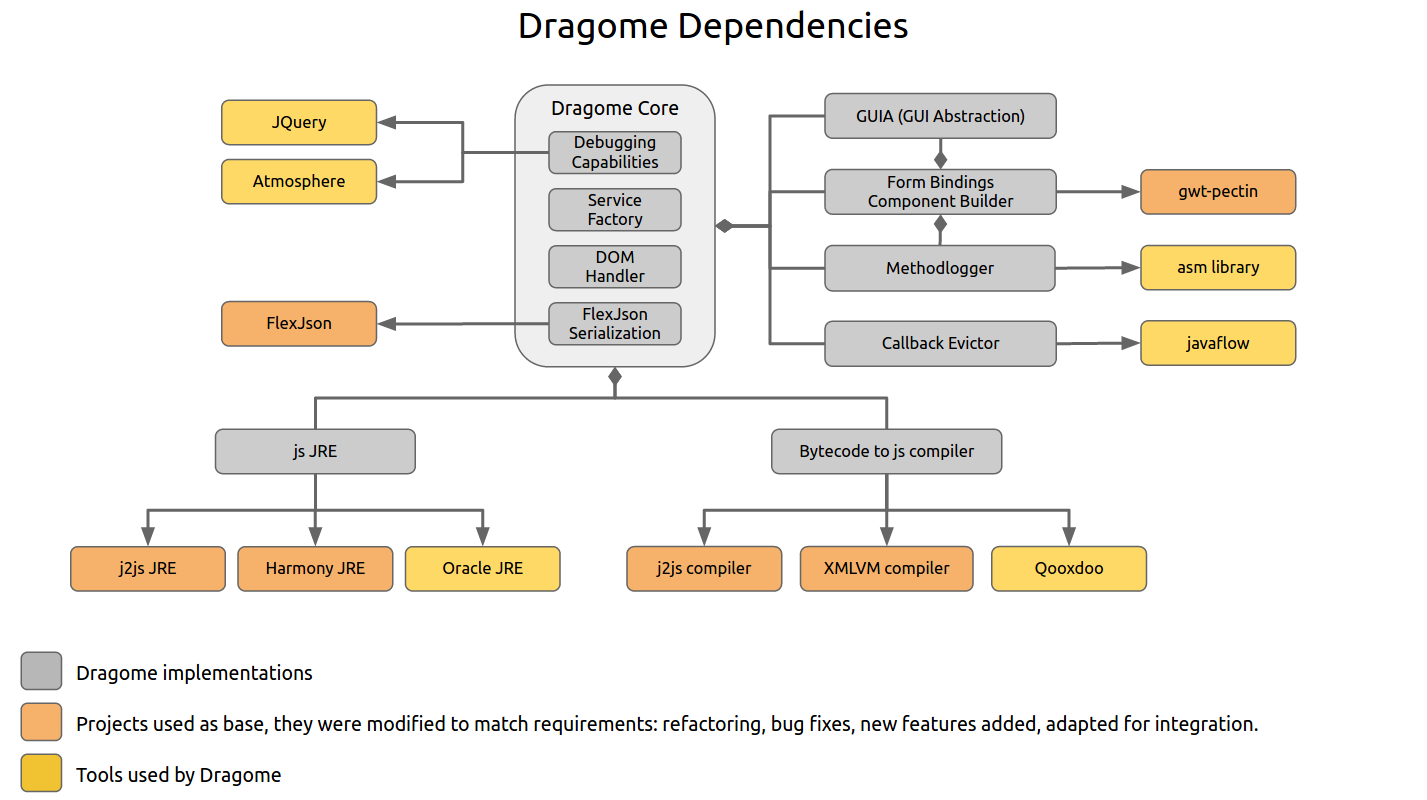 Dragome Dependencies
Dragome Core
JQuery
Atmosphere
FlexJson
Debugging
Capabilities
Service
Factory
DOM
Handler
FlexJson
Serialization
GUIA (GUI Abstraction)
Form Bindings
Component Builder
Methodlogger
Callback Evictor
gwt-pectin
asm library
javaflow
js JRE
Bytecode to js compiler
j2js JRE
Harmony JRE
Oracle JRE
j2js compiler
XMLVM compiler
Qooxdoo
Dragome implementations
Projects used as base, they were modified to match requirements: refactoring, bug fixes, new features added, adapted for integration.
Tools used by Dragome